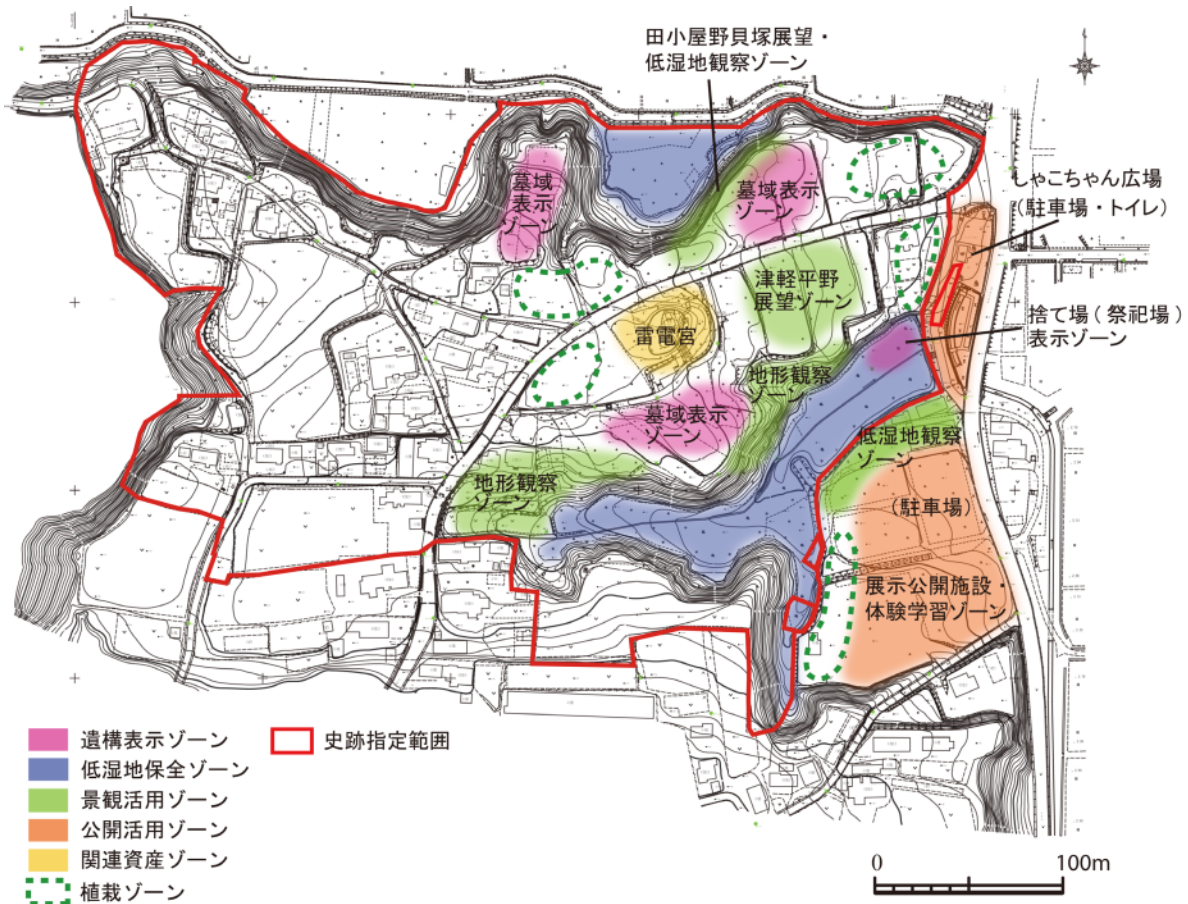 田小屋野貝塚展望・
低湿地観察ゾーン
しゃこちゃん広場
（駐車場・トイレ）
墓域
表示
ゾーン
墓域表示
ゾーン
津軽平野
展望ゾーン
捨て場（祭祀場）
表示ゾーン
雷電宮
地形観察
ゾーン
墓域表示
ゾーン
低湿地観察
ゾーン
地形観察
ゾーン
（駐車場）
展示公開施設・
体験学習ゾーン
遺構表示ゾーン
史跡指定範囲
低湿地保全ゾーン
景観活用ゾーン
公開活用ゾーン
関連資産ゾーン
植栽ゾーン
0 100m